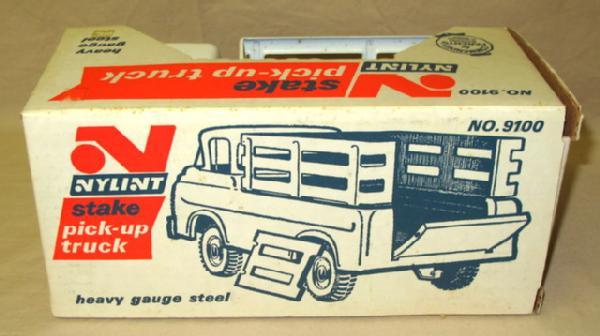 heavy
gauge
steel
stake
pick-up truck
NYLINT
NO. 9100
NO. 9100
NYLINT
stake
pick-up
truck
heavy gauge steel